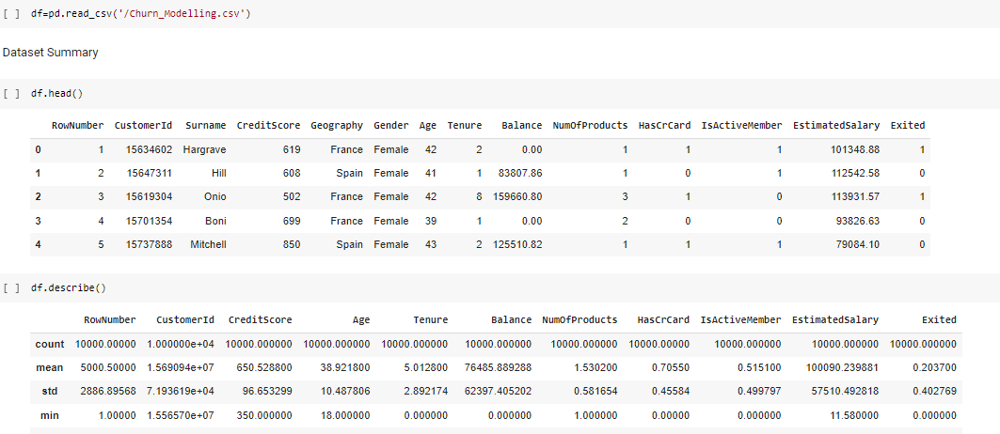 [ ] df=pd.read_csv('/Churn_Modelling.csv')
Dataset Summary
[ ] df.head()
RowNumber CustomerId Surname CreditScore Geography Gender Age Tenure Balance NumOfProducts HasCrCard IsActiveMember EstimatedSalary Exited
0 1 15634602 Hargrave 619 France Female 42 2 0.00 1 1 1 101348.88 1
1 2 15647311 Hill 608 Spain Female 41 1 83807.86 1 0 1 112542.58 0
2 3 15619304 Onio 502 France Female 42 8 159660.80 3 1 0 113931.57 1
3 4 15701354 Boni 699 France Female 39 1 0.00 2 0 0 93826.63 0
4 5 15737888 Mitchell 850 Spain Female 43 2 125510.82 1 1 1 79084.10 0
[ ] df.describe()
RowNumber CustomerId CreditScore Age Tenure Balance NumOfProducts HasCrCard IsActiveMember EstimatedSalary Exited
count 10000.00000 1.000000e+04 10000.000000 10000.000000 10000.000000 10000.000000 10000.000000 10000.00000 10000.000000 10000.000000 10000.000000
mean 5000.50000 1.569094e+07 650.528800 38.921800 5.012800 76485.889288 1.530200 0.70550 0.515100 100090.239881 0.203700
std 2886.89568 7.193619e+04 96.653299 10.487806 2.892174 62397.405202 0.581654 0.45584 0.499797 57510.492818 0.402769
min 1.00000 1.556570e+07 350.000000 18.000000 0.000000 0.000000 1.000000 0.00000 0.000000 11.580000 0.000000